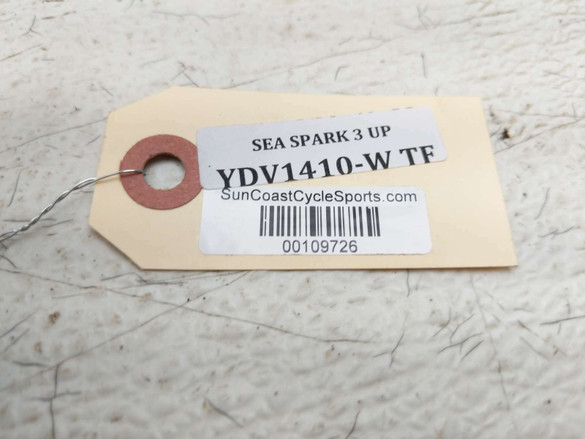 SEA SPARK 3 UP
YDV1410-W TF
SunCoastCycleSports.com
00109726